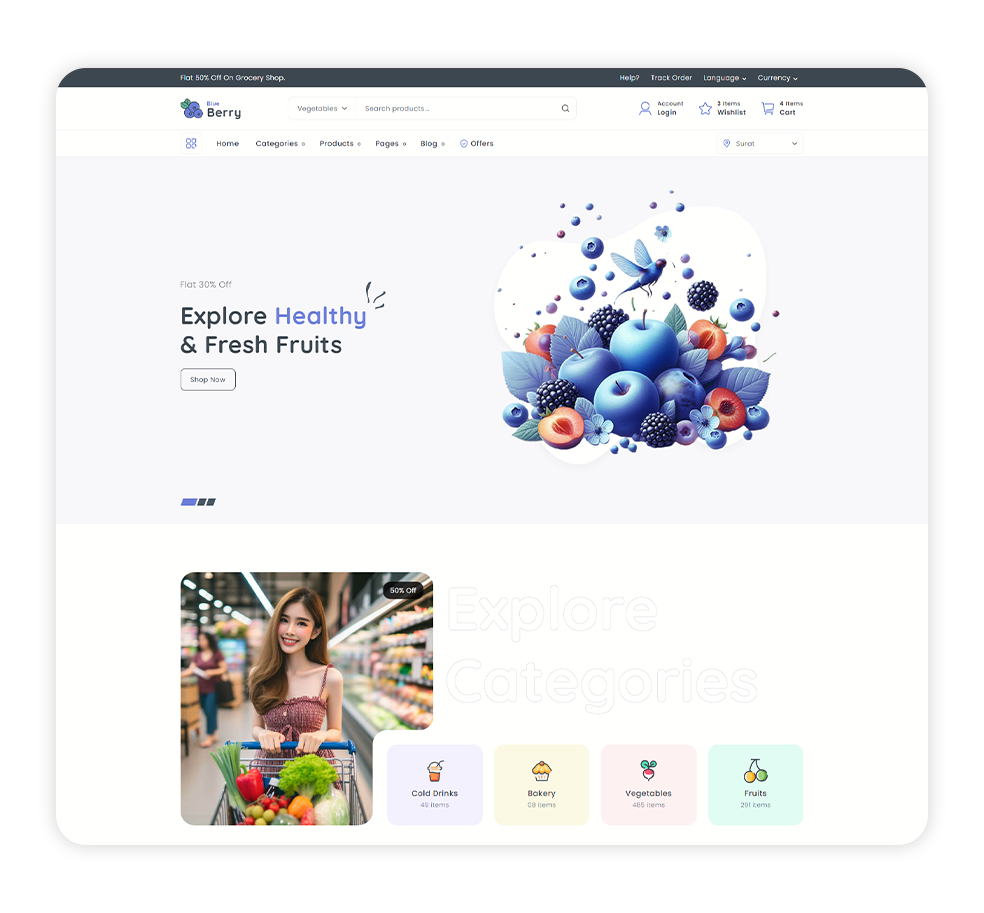 Flat 50% Off On Grocery Shop.
Help? Track Order Language Currency
Blue
Berry
Vegetables Search products...
Account
Login
3 Items
Wishlist
4 Items
Cart
Home Categories Products Pages Blog Offers
Surat
Flat 30% Off
Explore Healthy
& Fresh Fruits
Shop Now
50% Off
Explore
Categories
Cold Drinks
49 items
Bakery
08 items
Vegetables
485 items
Fruits
291 items